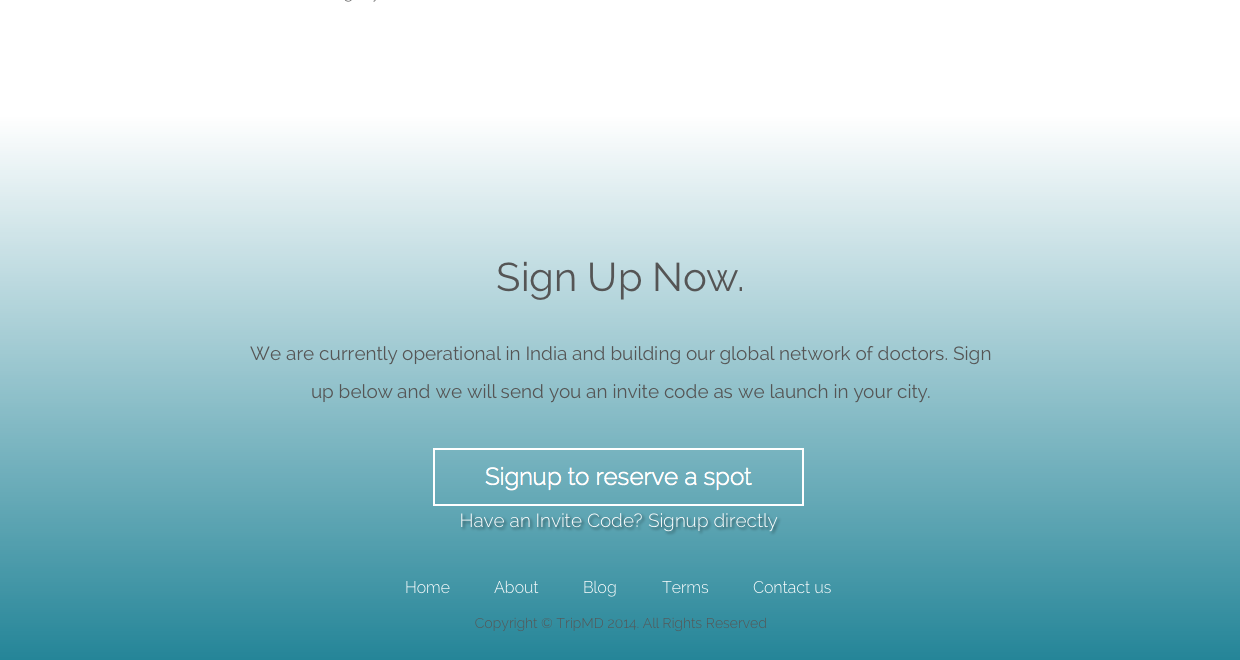 Sign Up Now.
We are currently operational in India and building our global network of doctors. Sign
up below and we will send you an invite code as we launch in your city.
Signup to reserve a spot
Have an Invite Code? Signup directly
Home About Blog Terms Contact us
Copyright © TripMD 2014. All Rights Reserved